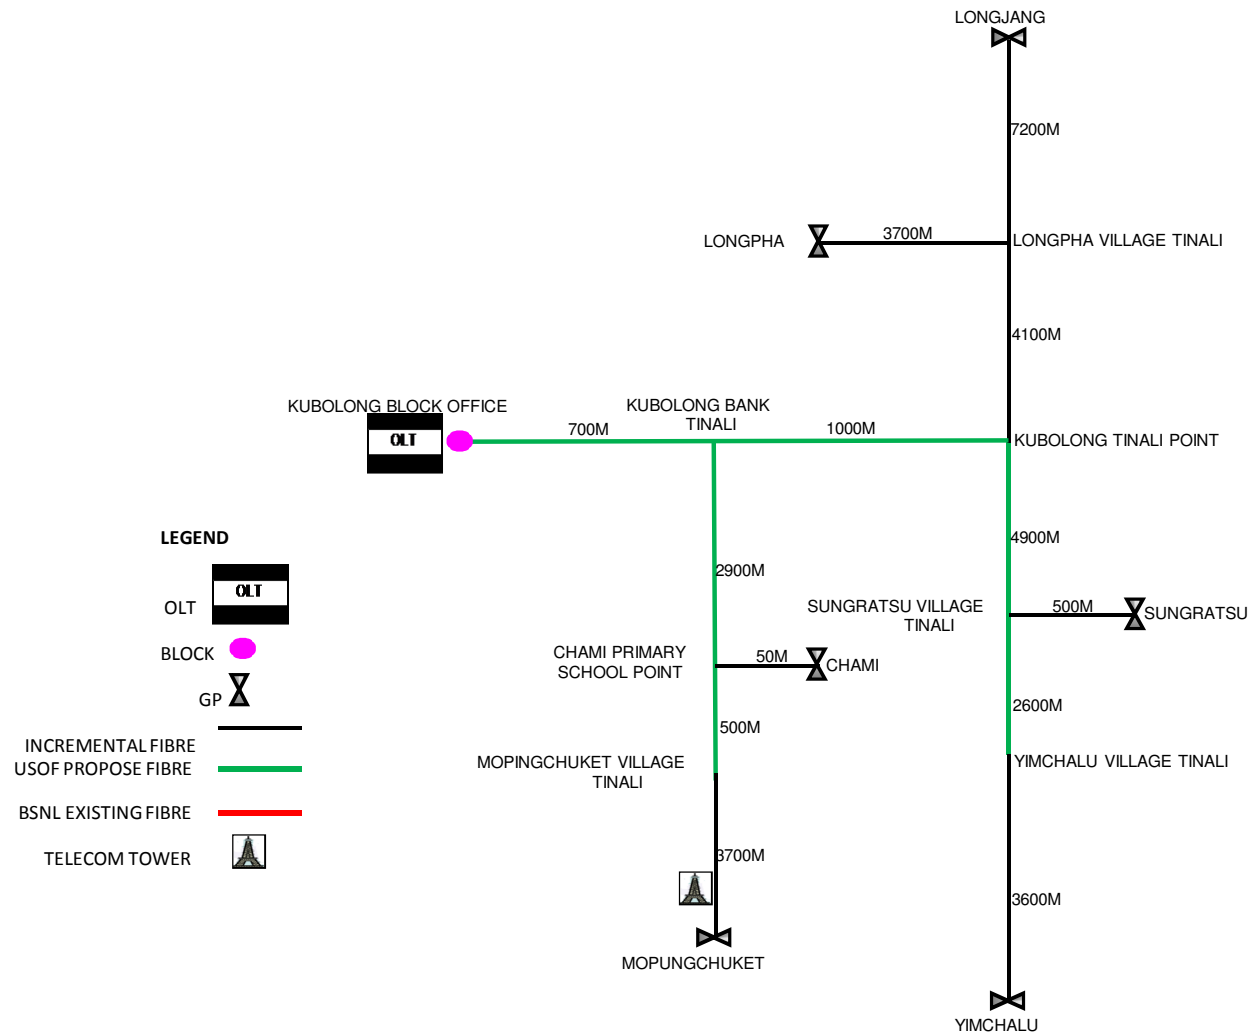 LONGJANG
7200M
LONGPHA
3700M
LONGPHA VILLAGE TINALI
4100M
KUBOLONG BLOCK OFFICE
OLT
700M
KUBOLONG BANK
TINALI
1000M
KUBOLONG TINALI POINT
4900M
2900M
SUNGRATSU VILLAGE
TINALI
500M
SUNGRATSU
CHAMI PRIMARY
SCHOOL POINT
50M
CHAMI
2600M
500M
MOPINGCHUKET VILLAGE
TINALI
YIMCHALU VILLAGE TINALI
3700M
3600M
MOPUNGCHUKET
YIMCHALU
LEGEND
OLT
OLT
BLOCK
GP
INCREMENTAL FIBRE
USOF PROPOSE FIBRE
BSNL EXISTING FIBRE
TELECOM TOWER